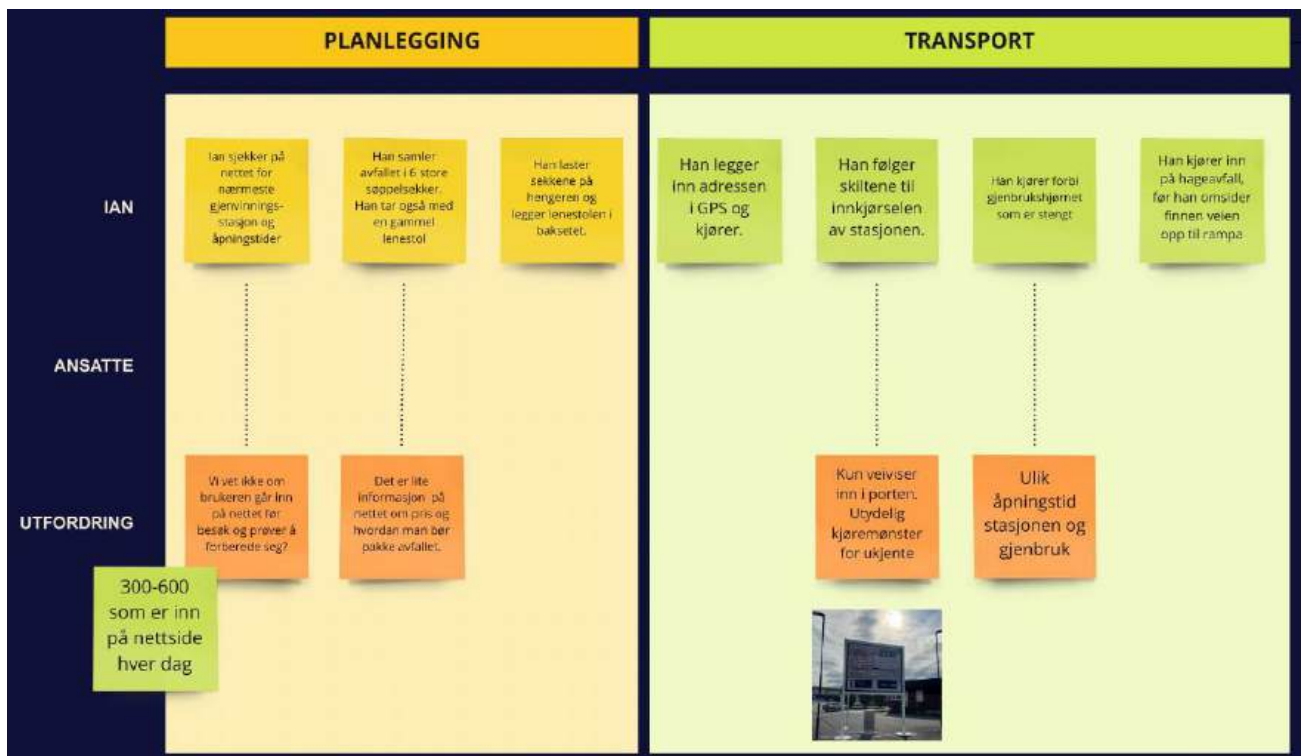 PLANLEGGING
TRANSPORT
IAN
Ian sjekker på
nettet for
nærmeste
gjenvinnings-
stasjon og
åpningstider
Han samler
avfallet i 6 store
søppelsekker.
Han tar også med
en gammel
lenestol
Han laster
sekkene på
hengeren og
legger lenestolen i
baksetet.
Han legger
inn adressen
i GPS og
kjører.
Han følger
skiltene til
innkjørselen
av stasjonen.
Han kjører forbi
gjenbrukshjørnet
som er stengt
Han kjører inn
på hageavfall,
før han omsider
finnen veien
opp til rampa
ANSATTE
UTFORDRING
Vi vet ikke om
brukeren går inn
på nettet før
besøk og prøver å
forberede seg?
Det er lite
informasjon på
nettet om pris og
hvordan man bør
pakke avfallet.
Kun veiviser
inn i porten.
Utydelig
kjøremønster
for ukjente
Ulik
åpningstid
stasjonen og
gjenbruk
300-600
som er inn
på nettside
hver dag